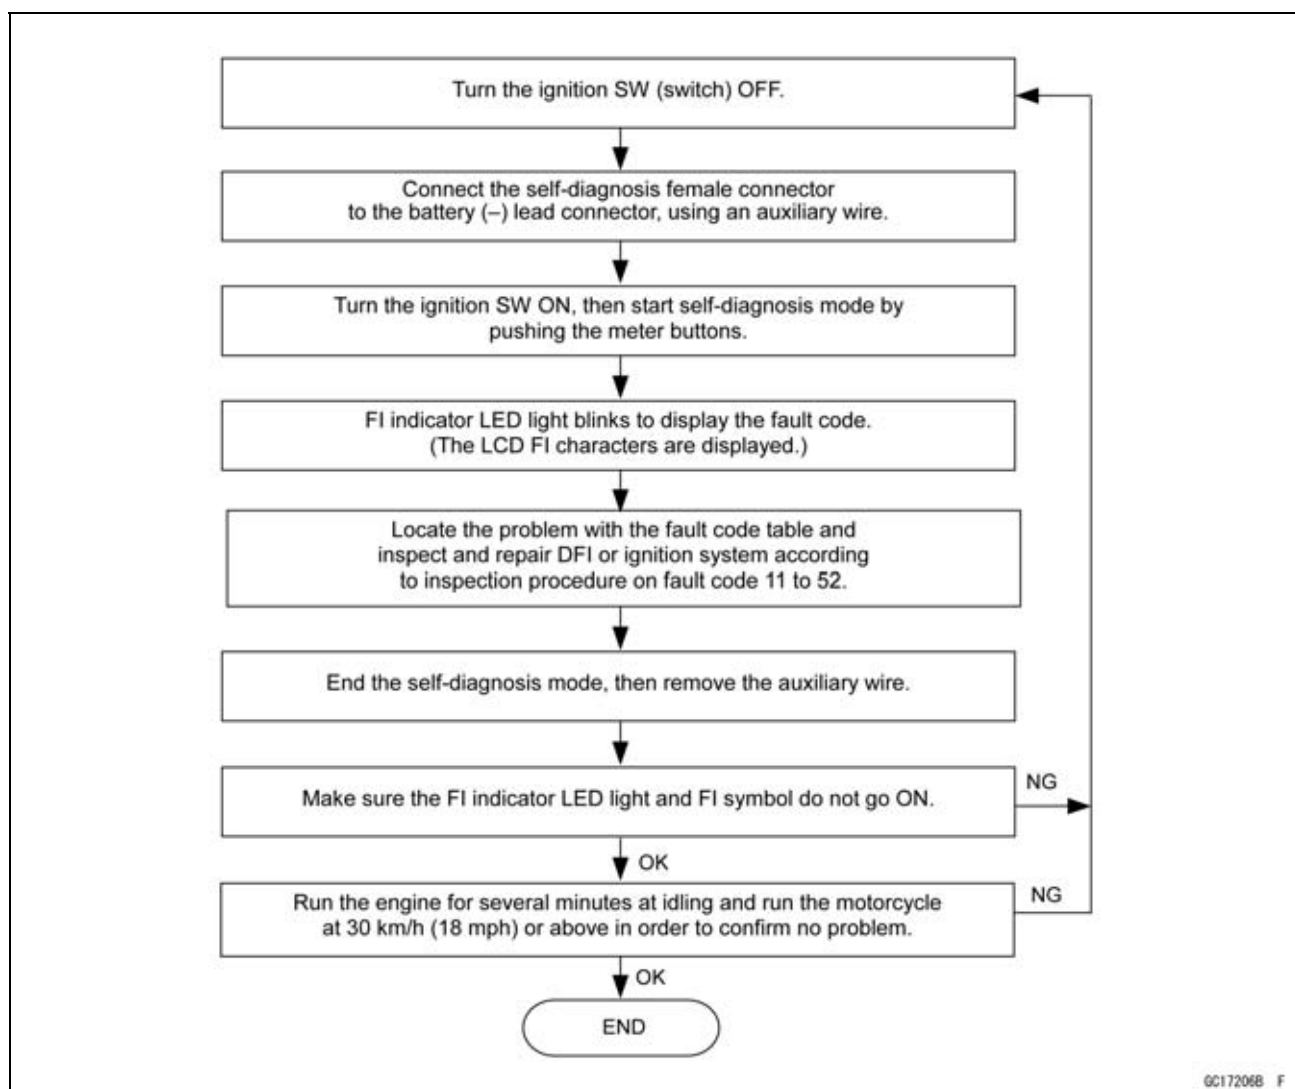 Turn the ignition SW (switch) OFF.
Connect the self-diagnosis female connector
to the battery (–) lead connector, using an auxiliary wire.
Turn the ignition SW ON, then start self-diagnosis mode by
pushing the meter buttons.
FI indicator LED light blinks to display the fault code.
(The LCD FI characters are displayed.)
Locate the problem with the fault code table and
inspect and repair DFI or ignition system according
to inspection procedure on fault code 11 to 52.
End the self-diagnosis mode, then remove the auxiliary wire.
Make sure the FI indicator LED light and FI symbol do not go ON.
NG
OK
Run the engine for several minutes at idling and run the motorcycle
at 30 km/h (18 mph) or above in order to confirm no problem.
NG
OK
END
GC17206B F